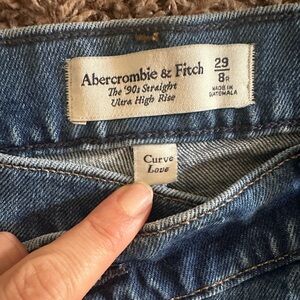 Abercrombie & Fitch
The '90s Straight
Ultra High Rise
29
8R
MADE IN
GUATEMALA
Curve
Love